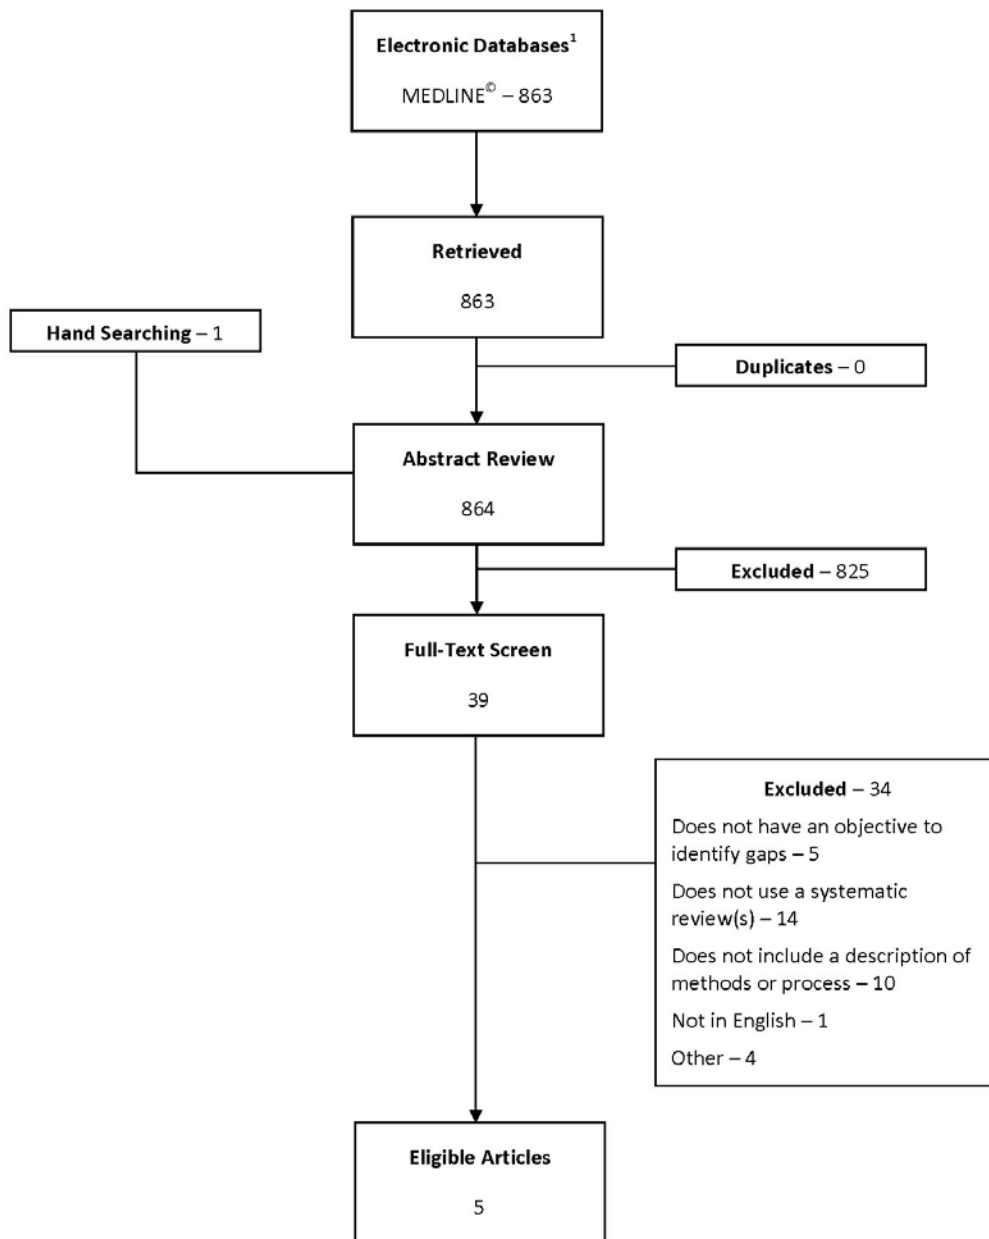 Electronic Databases¹
MEDLINE© – 863
Retrieved
863
Hand Searching – 1
Duplicates – 0
Abstract Review
864
Excluded – 825
Full-Text Screen
39
Excluded – 34
Does not have an objective to
identify gaps – 5
Does not use a systematic
review(s) – 14
Does not include a description of
methods or process – 10
Not in English – 1
Other – 4
Eligible Articles
5